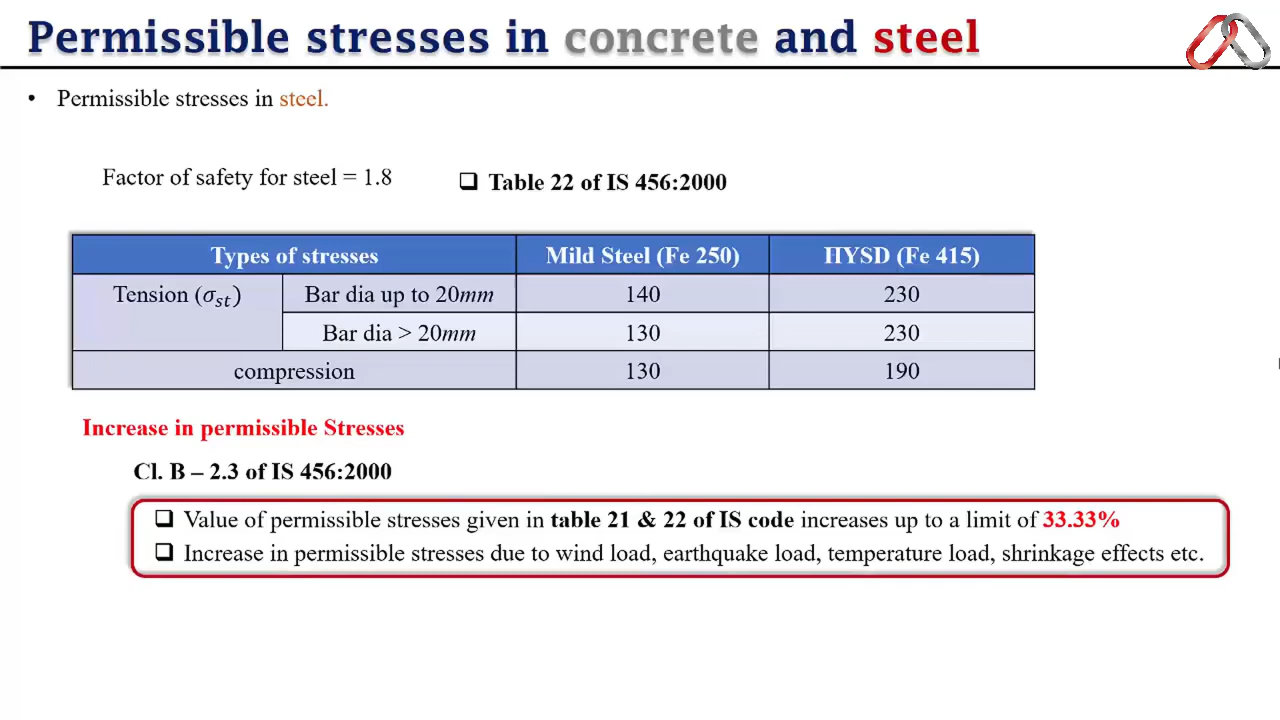 Permissible stresses in concrete and steel
• Permissible stresses in steel.
Factor of safety for steel = 1.8
❑ Table 22 of IS 456:2000
Types of stresses Mild Steel (Fe 250) HYSD (Fe 415)
Tension (σst) Bar dia up to 20mm 140 230
Bar dia > 20mm 130 230
compression 130 190
Increase in permissible Stresses
Cl. B – 2.3 of IS 456:2000
❑ Value of permissible stresses given in table 21 & 22 of IS code increases up to a limit of 33.33%
❑ Increase in permissible stresses due to wind load, earthquake load, temperature load, shrinkage effects etc.